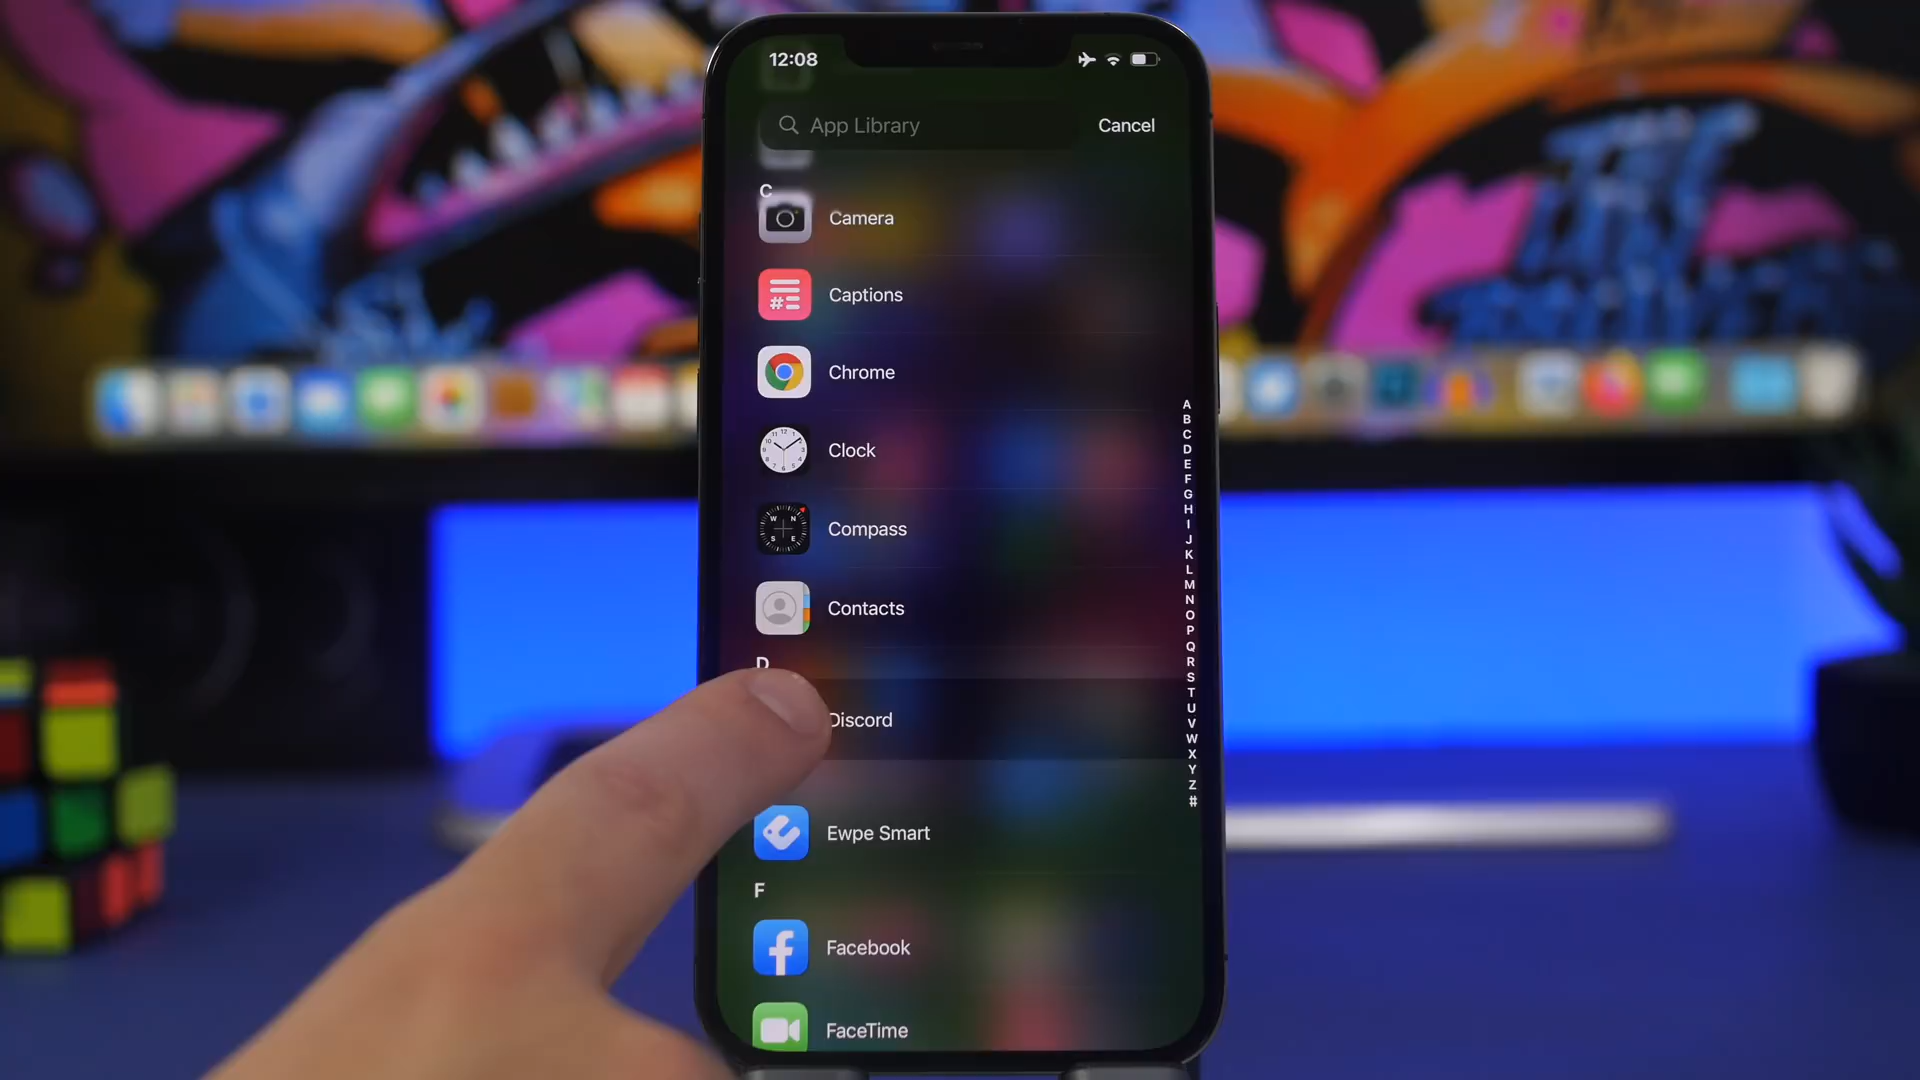 12:08
App Library
Cancel
C
Camera
Captions
Chrome
Clock
Compass
Contacts
D
Discord
Ewpe Smart
F
Facebook
FaceTime
A
B
C
D
E
F
G
H
I
J
K
L
M
N
O
P
Q
R
S
T
U
V
W
X
Y
Z
#